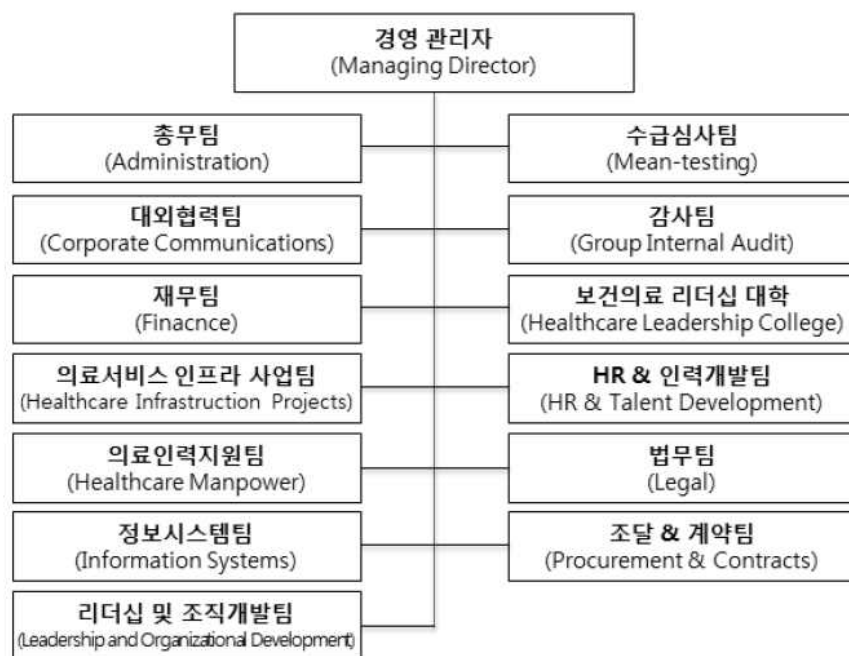 경영 관리자
(Managing Director)
총무팀
(Administration)
수급심사팀
(Mean-testing)
대외협력팀
(Corporate Communications)
감사팀
(Group Internal Audit)
재무팀
(Finacnce)
보건의료 리더십 대학
(Healthcare Leadership College)
의료서비스 인프라 사업팀
(Healthcare Infrastruction Projects)
HR & 인력개발팀
(HR & Talent Development)
의료인력지원팀
(Healthcare Manpower)
법무팀
(Legal)
정보시스템팀
(Information Systems)
조달 & 계약팀
(Procurement & Contracts)
리더십 및 조직개발팀
(Leadership and Organizational Development)